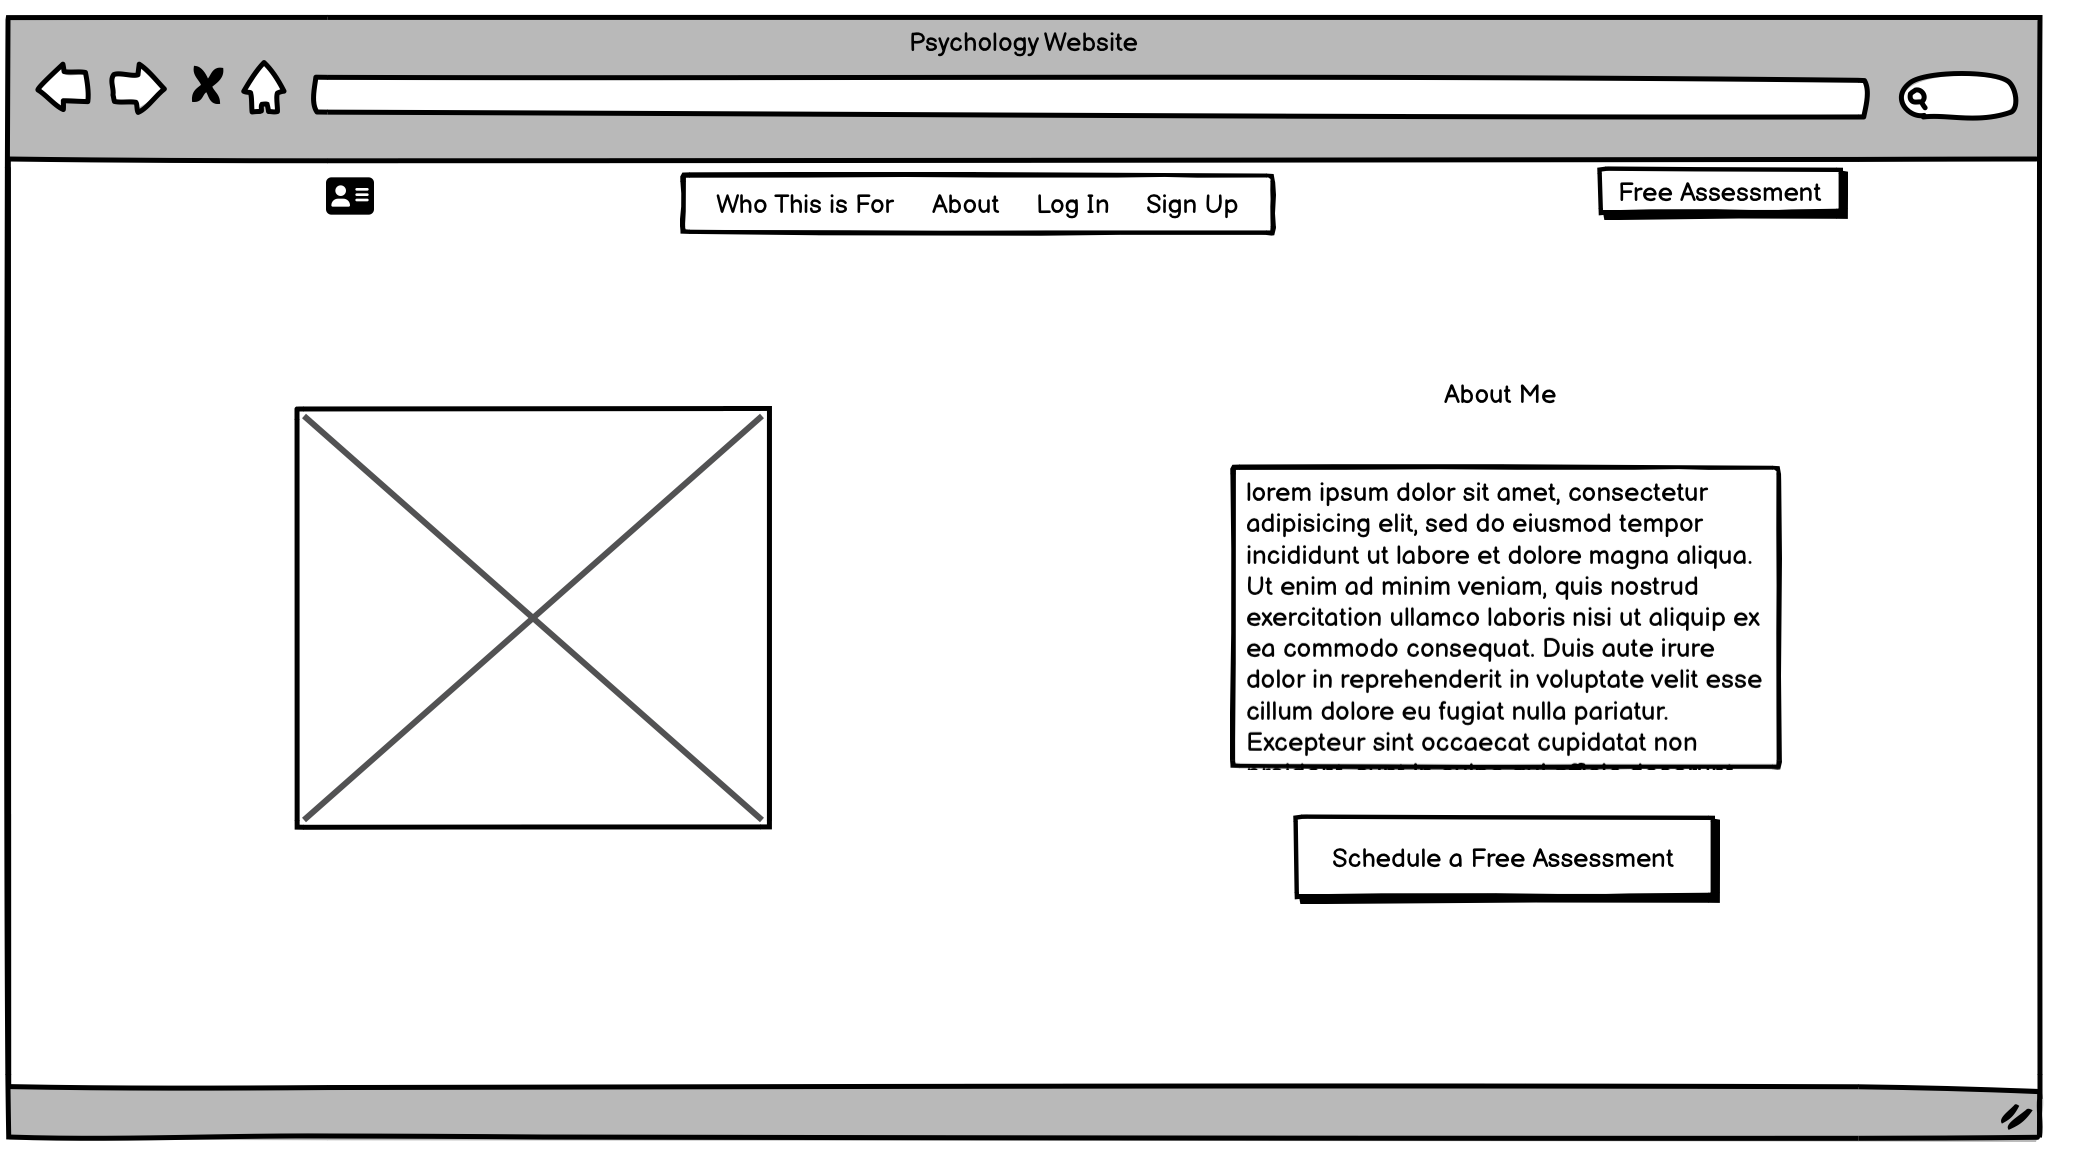 Psychology Website
Who This is For About Log In Sign Up
Free Assessment
About Me
lorem ipsum dolor sit amet, consectetur
adipisicing elit, sed do eiusmod tempor
incididunt ut labore et dolore magna aliqua.
Ut enim ad minim veniam, quis nostrud
exercitation ullamco laboris nisi ut aliquip ex
ea commodo consequat. Duis aute irure
dolor in reprehenderit in voluptate velit esse
cillum dolore eu fugiat nulla pariatur.
Excepteur sint occaecat cupidatat non
Schedule a Free Assessment